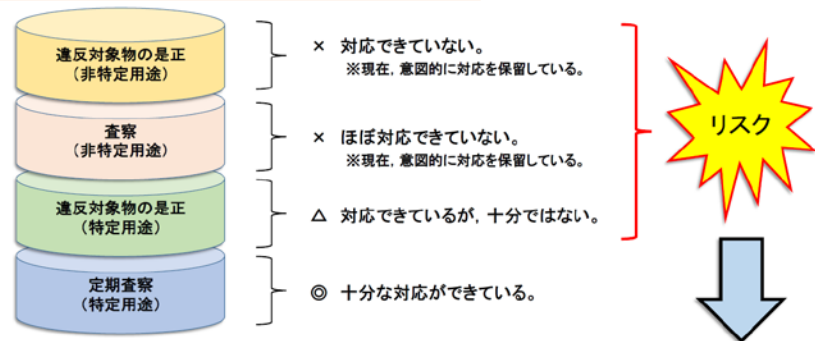 違反対象物の是正
(非特定用途)
× 対応できていない。
※現在，意図的に対応を保留している。
査察
(非特定用途)
× ほぼ対応できていない。
※現在，意図的に対応を保留している。
リスク
違反対象物の是正
(特定用途)
△ 対応できているが，十分ではない。
定期査察
(特定用途)
◎ 十分な対応ができている。